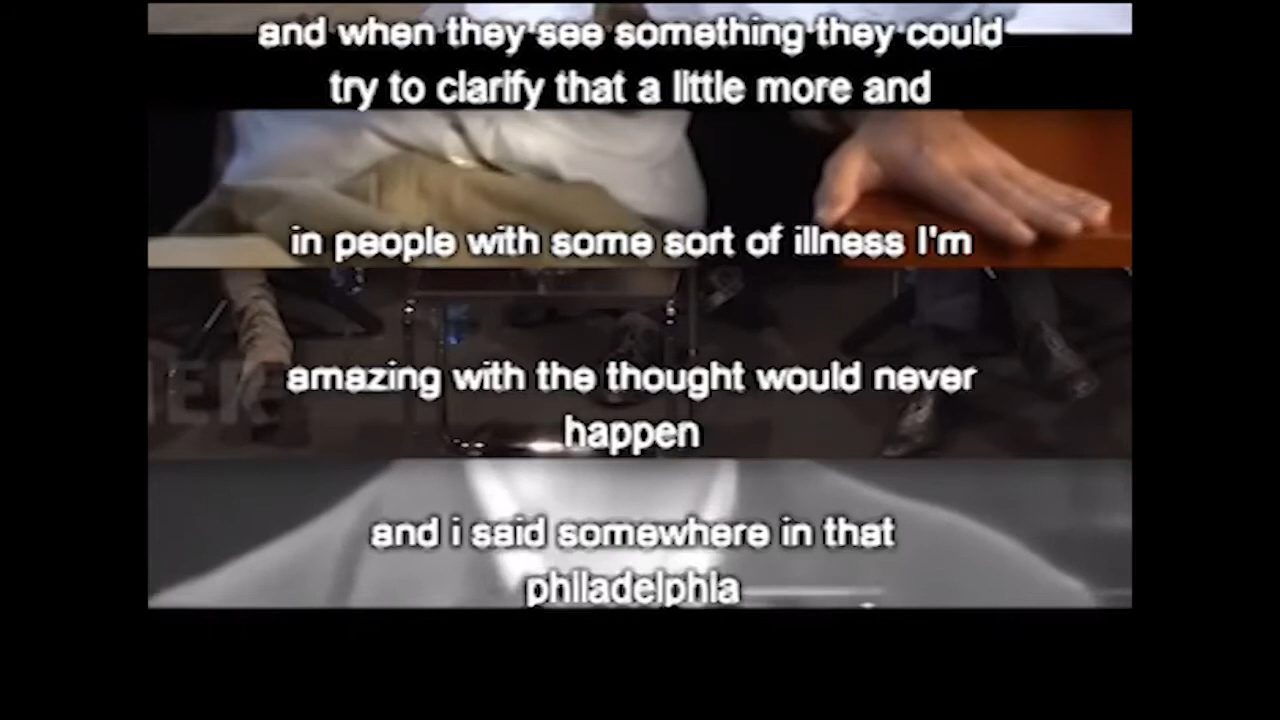 and when they see something they could
try to clarify that a little more and
in people with some sort of illness I'm
amazing with the thought would never
happen
and i said somewhere in that
philadelphia